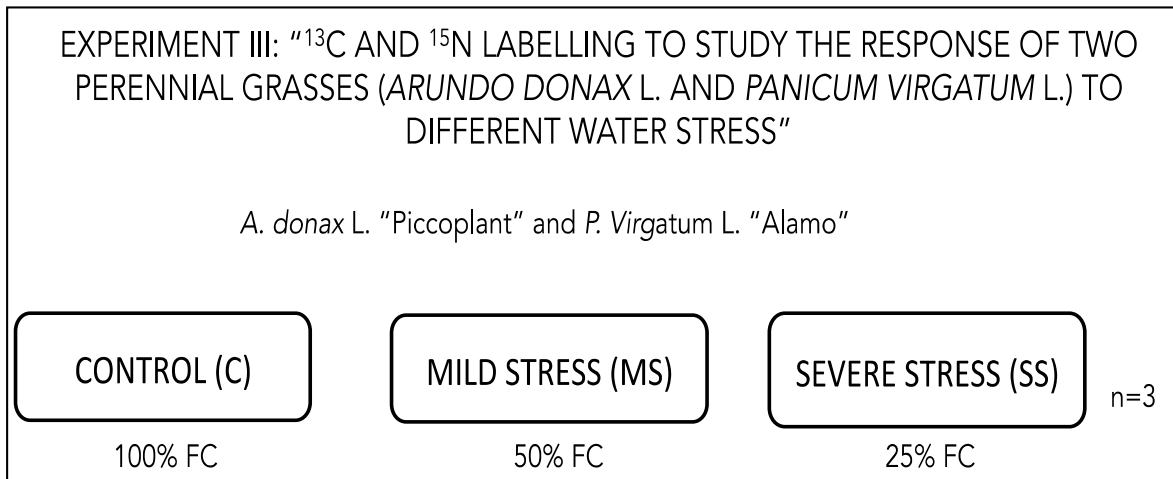 EXPERIMENT III: "¹³C AND ¹⁵N LABELLING TO STUDY THE RESPONSE OF TWO
PERENNIAL GRASSES (ARUNDO DONAX L. AND PANICUM VIRGATUM L.) TO
DIFFERENT WATER STRESS"
A. donax L. "Piccoplant" and P. Virgatum L. "Alamo"
CONTROL (C)
MILD STRESS (MS)
SEVERE STRESS (SS)
n=3
100% FC
50% FC
25% FC